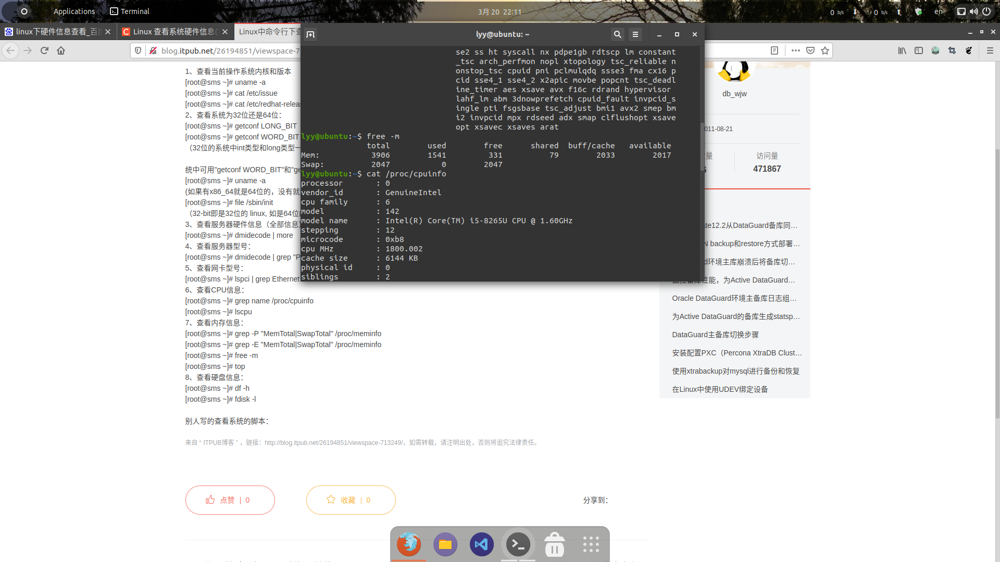 Applications
Terminal
3月 20 22:11
0 b/s
0 b/s
en
linux下硬件信息查看_百
Linux 查看系统硬件信息(
Linux中命令行下查
lyy@ubuntu: ~
blog.itpub.net/26194851/viewspace-7
1、查看当前操作系统内核和版本
[root@sms ~]# uname -a
[root@sms ~]# cat /etc/issue
[root@sms ~]# cat /etc/redhat-relea
2、查看系统为32位还是64位：
[root@sms ~]# getconf LONG_BIT
[root@sms ~]# getconf WORD_BIT
（32位的系统中int类型和long类型一
统中可用"getconf WORD_BIT"和"ge
[root@sms ~]# uname -a
(如果有x86_64就是64位的，没有就
[root@sms ~]# file /sbin/init
（32-bit即是32位的 linux, 如是64位
3、查看服务器硬件信息（全部信息）
[root@sms ~]# dmidecode | more
4、查看服务器型号：
[root@sms ~]# dmidecode | grep "P
5、查看网卡型号：
[root@sms ~]# lspci | grep Ethernet
6、查看CPU信息：
[root@sms ~]# grep name /proc/cpuinfo
[root@sms ~]# lscpu
7、查看内存信息：
[root@sms ~]# grep -P "MemTotal|SwapTotal" /proc/meminfo
[root@sms ~]# grep -E "MemTotal|SwapTotal" /proc/meminfo
[root@sms ~]# free -m
[root@sms ~]# top
8、查看硬盘信息：
[root@sms ~]# df -h
[root@sms ~]# fdisk -l
别人写的查看系统的脚本：
来自 “ ITPUB博客 ” ，链接：http://blog.itpub.net/26194851/viewspace-713249/，如需转载，请注明出处，否则将追究法律责任。
点赞 | 0
收藏 | 0
分享到：
se2 ss ht syscall nx pdpe1gb rdtscp lm constant
_tsc arch_perfmon nopl xtopology tsc_reliable n
onstop_tsc cpuid pni pclmulqdq ssse3 fma cx16 p
cid sse4_1 sse4_2 x2apic movbe popcnt tsc_deadl
ine_timer aes xsave avx f16c rdrand hypervisor
lahf_lm abm 3dnowprefetch cpuid_fault invpcid_s
ingle pti fsgsbase tsc_adjust bmi1 avx2 smep bm
i2 invpcid mpx rdseed adx smap clflushopt xsave
opt xsavec xsaves arat
lyy@ubuntu:~$ free -m
total used free shared buff/cache available
Mem: 3906 1541 331 79 2033 2017
Swap: 2047 0 2047
lyy@ubuntu:~$ cat /proc/cpuinfo
processor : 0
vendor_id : GenuineIntel
cpu family : 6
model : 142
model name : Intel(R) Core(TM) i5-8265U CPU @ 1.60GHz
stepping : 12
microcode : 0xb8
cpu MHz : 1800.002
cache size : 6144 KB
physical id : 0
siblings : 2
db_wjw
011-08-21
量
访问量
471867
te12.2从DataGuard备库同…
N backup和restore方式部署…
d环境主库崩溃后将备库切…
监控备库性能，为Active DataGuard…
Oracle DataGuard环境主备库日志组…
为Active DataGuard的备库生成statsp…
DataGuard主备库切换步骤
安装配置PXC（Percona XtraDB Clust…
使用xtrabackup对mysql进行备份和恢复
在Linux中使用UDEV绑定设备